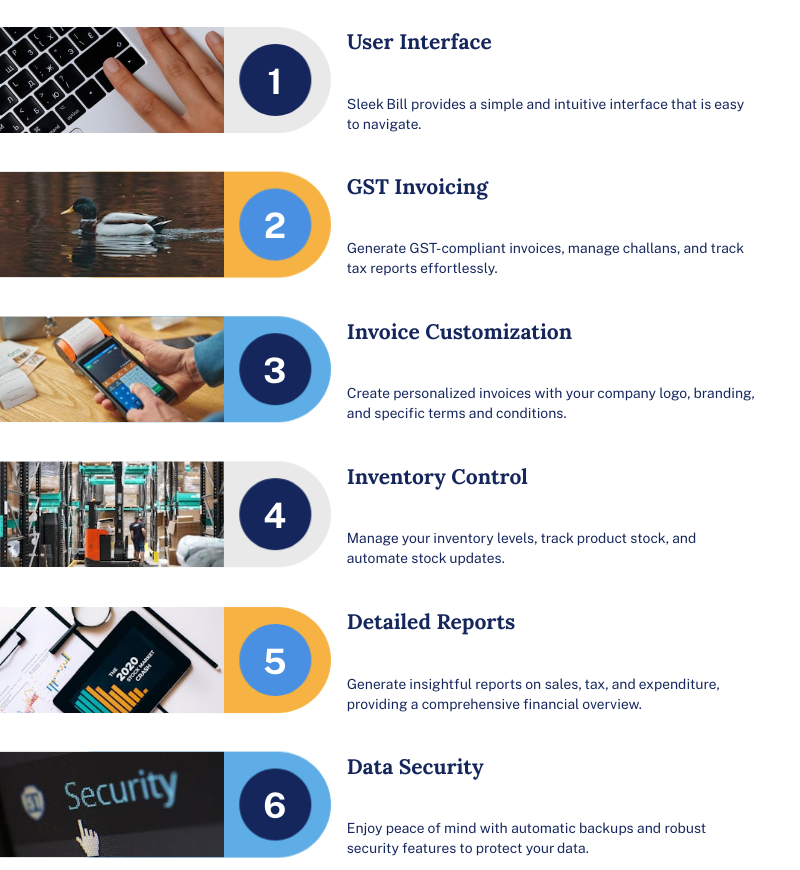 1
User Interface
Sleek Bill provides a simple and intuitive interface that is easy
to navigate.
2
GST Invoicing
Generate GST-compliant invoices, manage challans, and track
tax reports effortlessly.
3
Invoice Customization
Create personalized invoices with your company logo, branding,
and specific terms and conditions.
4
Inventory Control
Manage your inventory levels, track product stock, and
automate stock updates.
THE
2020
STOCK MARKET
CRASH
5
Detailed Reports
Generate insightful reports on sales, tax, and expenditure,
providing a comprehensive financial overview.
Security
6
Data Security
Enjoy peace of mind with automatic backups and robust
security features to protect your data.